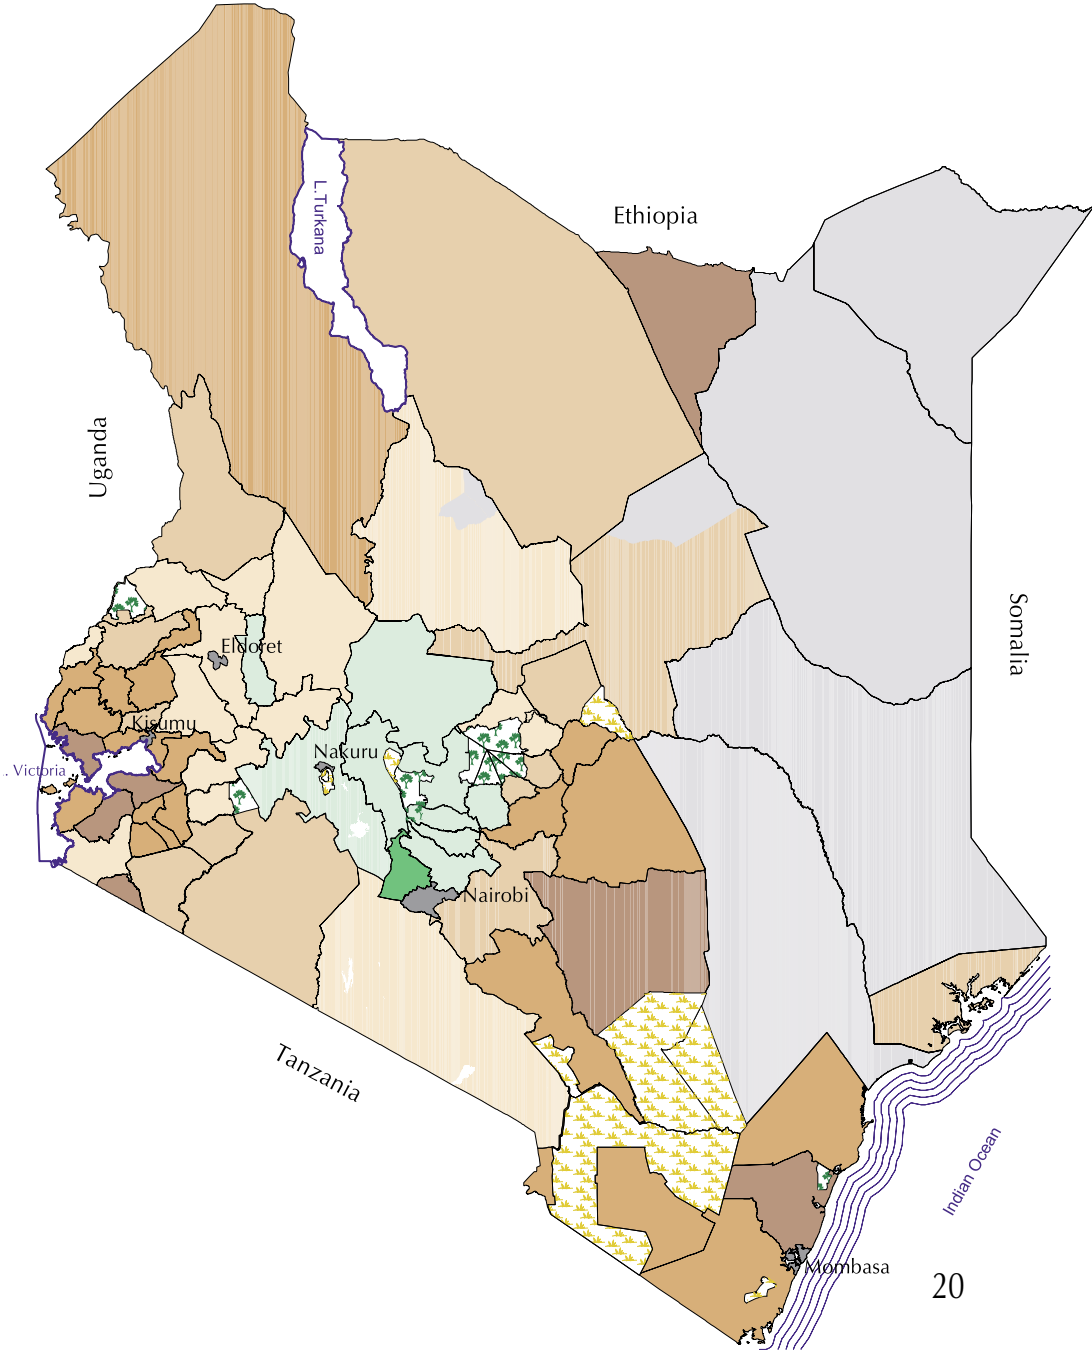 L.Turkana
Ethiopia
Uganda
Somalia
Eldoret
Kisumu
Nakuru
. Victoria
Nairobi
Tanzania
Indian Ocean
Mombasa
20